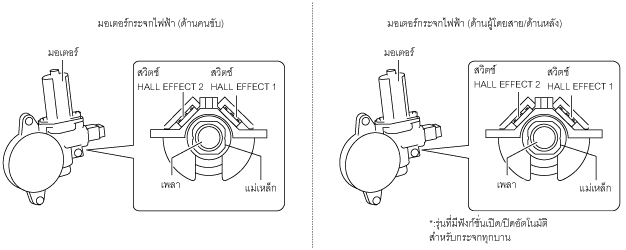 มอเตอร์กระจกไฟฟ้า (ด้านคนขับ)
มอเตอร์
สวิตช์ สวิตช์
HALL EFFECT 2 HALL EFFECT 1
เพลา
แม่เหล็ก
มอเตอร์กระจกไฟฟ้า (ด้านผู้โดยสาย/ด้านหลัง)
มอเตอร์
สวิตช์ สวิตช์
HALL EFFECT 2 HALL EFFECT 1
เพลา
แม่เหล็ก
*:รุ่นที่มีฟังก์ชั่นเปิด/ปิดอัตโนมัติ
สำหรับกระจกทุกบาน